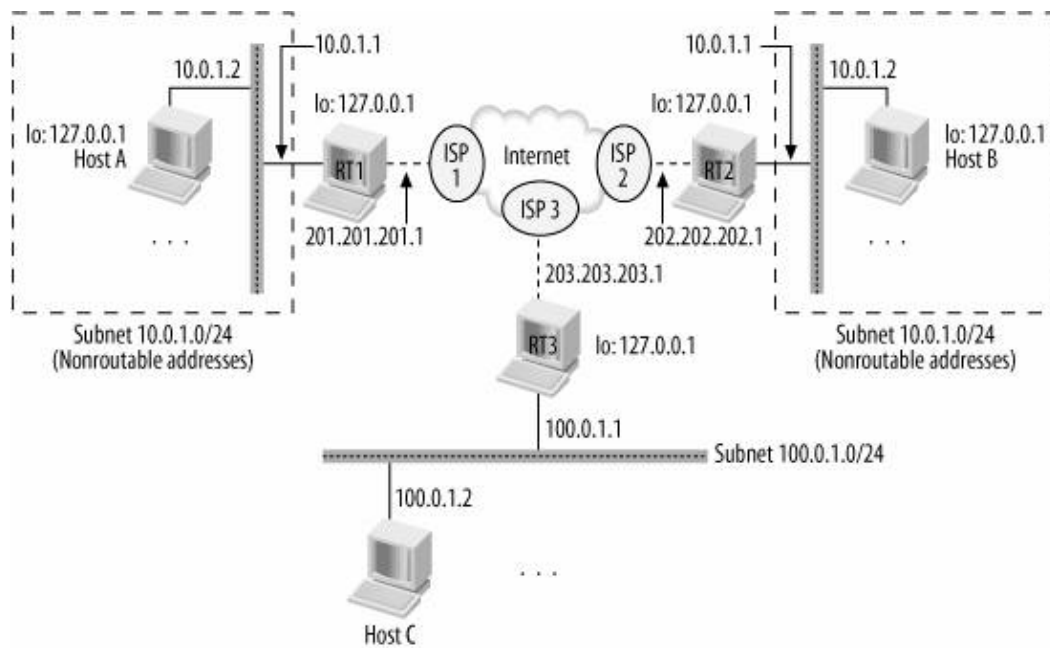 10.0.1.1
10.0.1.1
10.0.1.2
10.0.1.2
lo: 127.0.0.1
lo: 127.0.0.1
lo: 127.0.0.1
Host A
RT1
ISP
1
Internet
ISP
2
RT2
lo: 127.0.0.1
Host B
ISP 3
. . .
201.201.201.1
202.202.202.1
. . .
203.203.203.1
Subnet 10.0.1.0/24
(Nonroutable addresses)
Subnet 10.0.1.0/24
(Nonroutable addresses)
RT3
lo: 127.0.0.1
100.0.1.1
Subnet 100.0.1.0/24
100.0.1.2
. . .
Host C